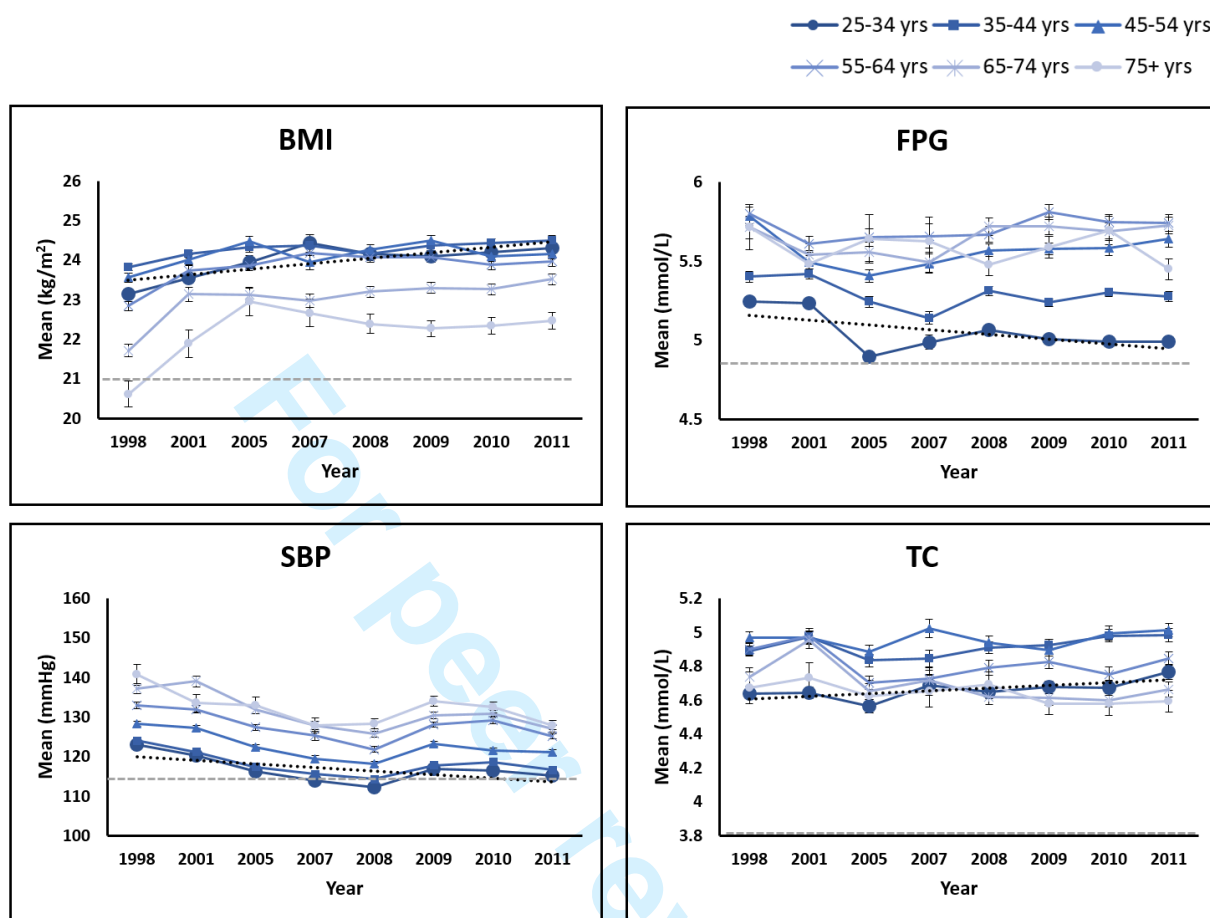 25-34 yrs 35-44 yrs 45-54 yrs
55-64 yrs 65-74 yrs 75+ yrs
BMI
Mean (kg/m²)
26
25
24
23
22
21
20
1998 2001 2005 2007 2008 2009 2010 2011
Year
FPG
Mean (mmol/L)
6
5.5
5
4.5
1998 2001 2005 2007 2008 2009 2010 2011
Year
SBP
Mean (mmHg)
160
150
140
130
120
110
100
1998 2001 2005 2007 2008 2009 2010 2011
Year
TC
Mean (mmol/L)
5.2
5
4.8
4.6
4.4
4.2
4
3.8
1998 2001 2005 2007 2008 2009 2010 2011
Year
For peer re